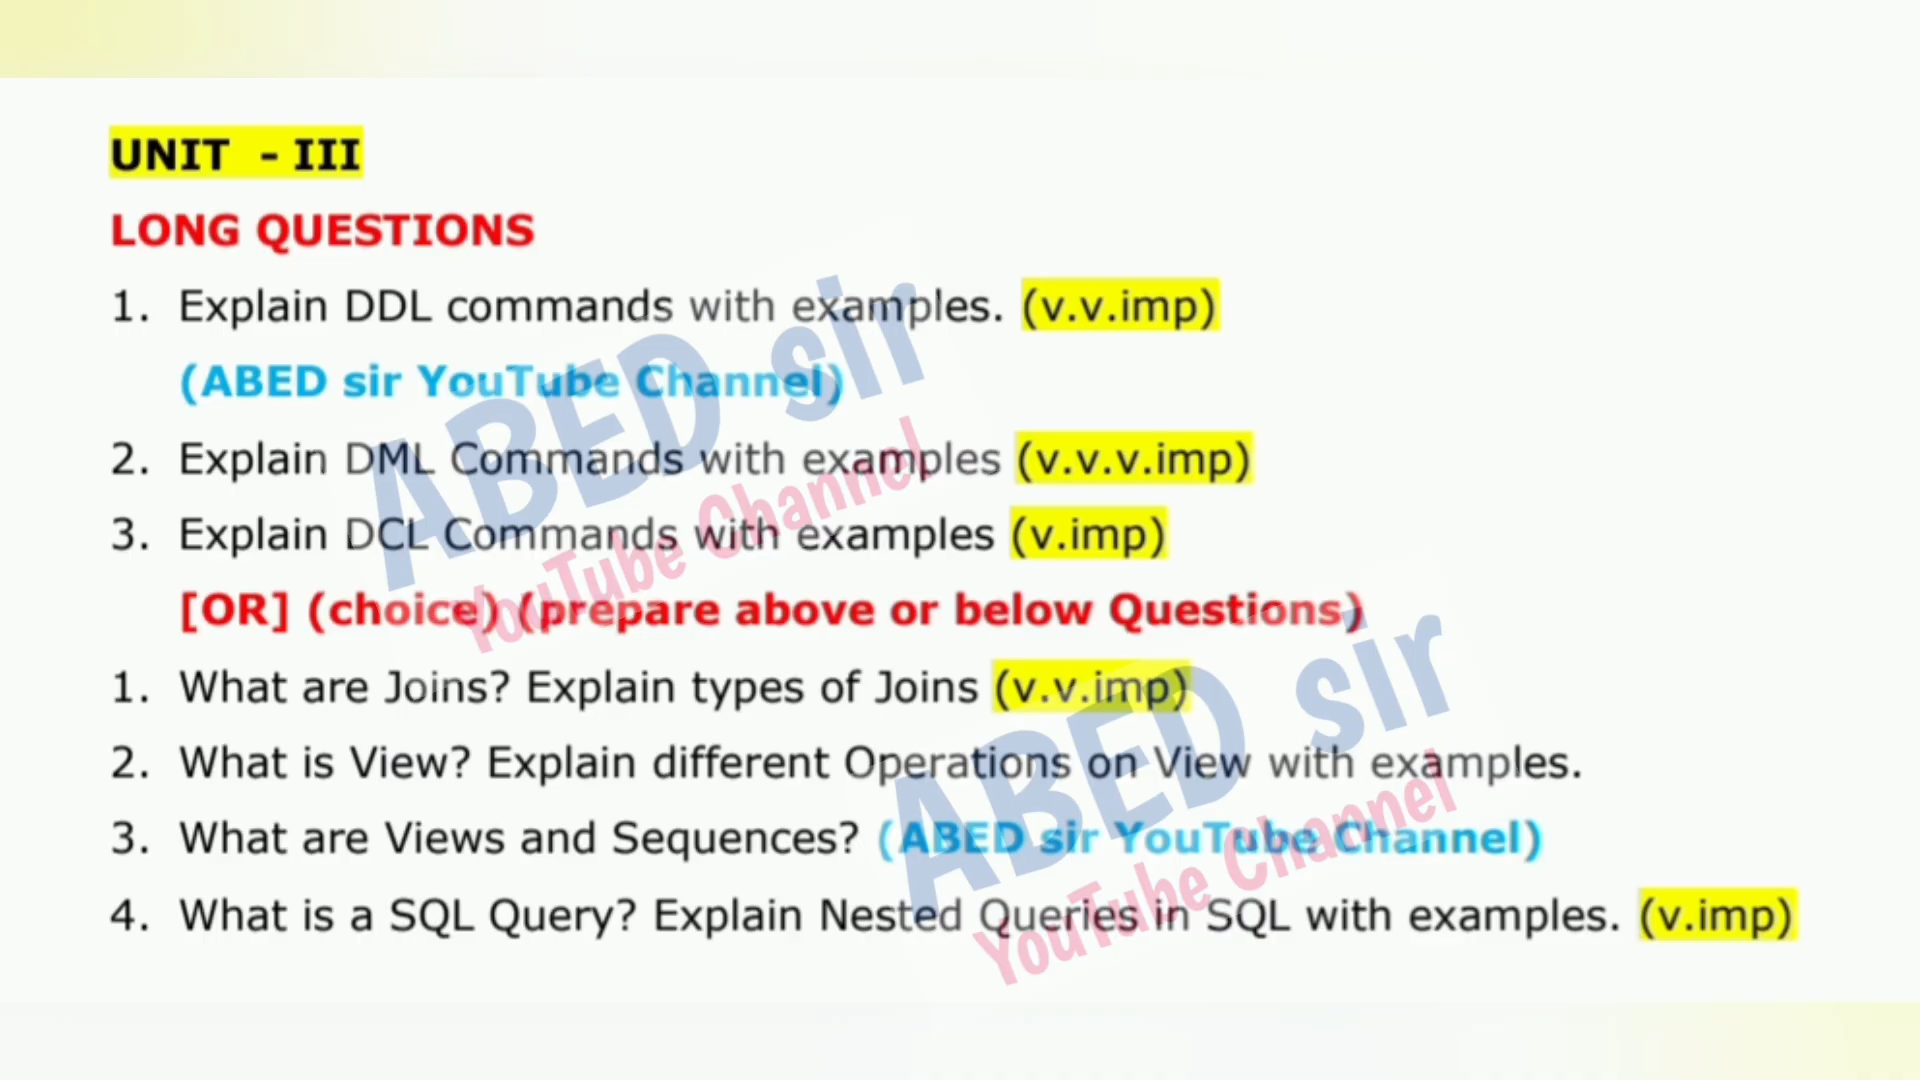 UNIT - III
LONG QUESTIONS
1. Explain DDL commands with examples. (v.v.imp)
(ABED sir YouTube Channel)
2. Explain DML Commands with examples (v.v.v.imp)
3. Explain DCL Commands with examples (v.imp)
[OR] (choice) (prepare above or below Questions)
1. What are Joins? Explain types of Joins (v.v.imp)
2. What is View? Explain different Operations on View with examples.
3. What are Views and Sequences? (ABED sir YouTube Channel)
4. What is a SQL Query? Explain Nested Queries in SQL with examples. (v.imp)
ABED sir
YouTube Channel
ABED sir
YouTube Channel